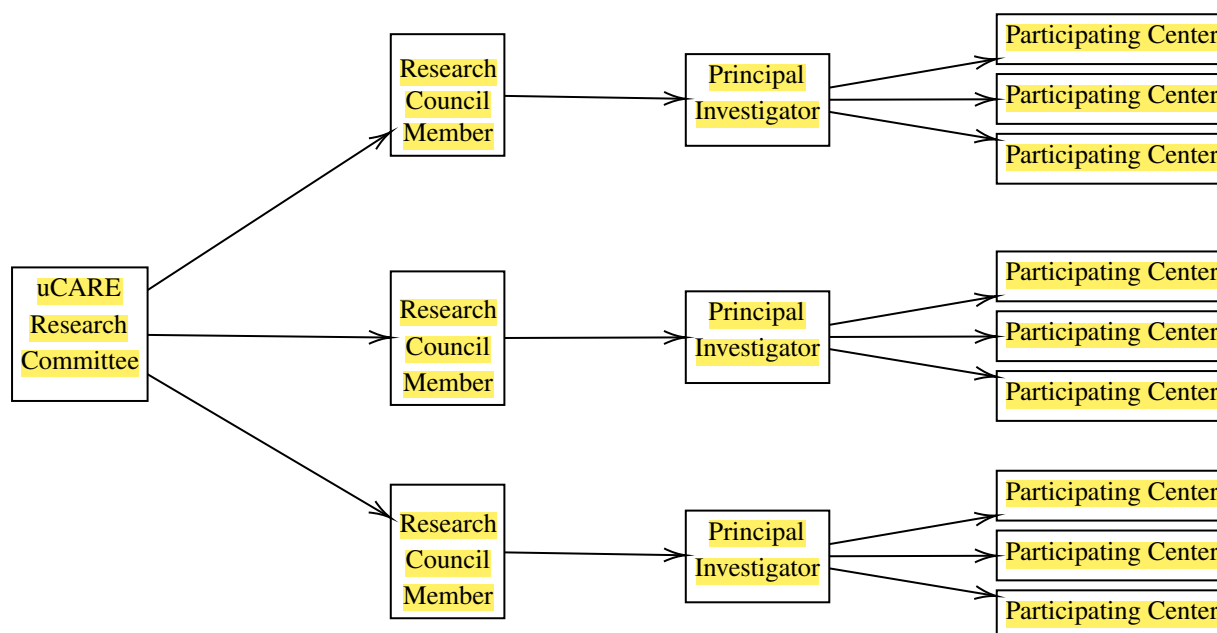 uCARE
Research
Committee
Research
Council
Member
Principal
Investigator
Participating Center
Participating Center
Participating Center
Research
Council
Member
Principal
Investigator
Participating Center
Participating Center
Participating Center
Research
Council
Member
Principal
Investigator
Participating Center
Participating Center
Participating Center